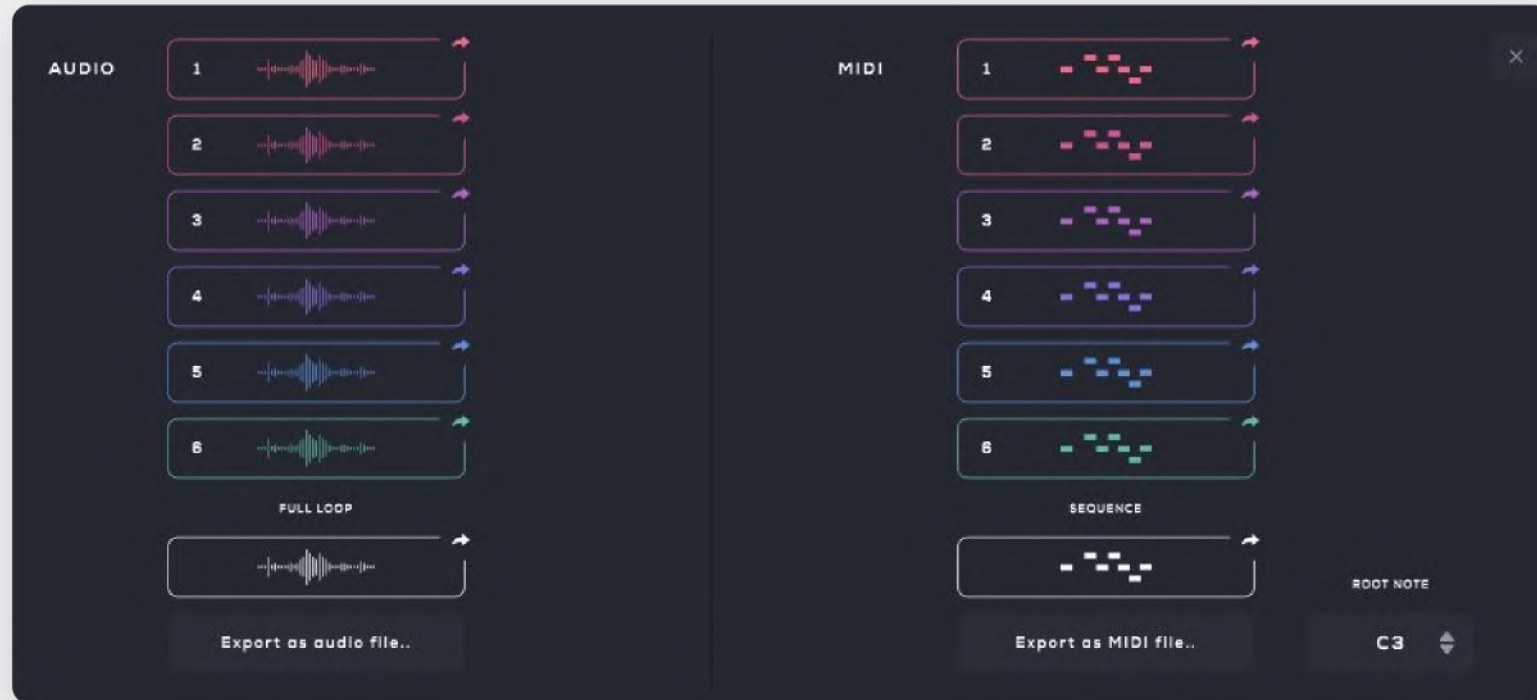 AUDIO
1
2
3
4
5
6
FULL LOOP
Export as audio file..
MIDI
1
2
3
4
5
6
SEQUENCE
Export as MIDI file..
ROOT NOTE
C3